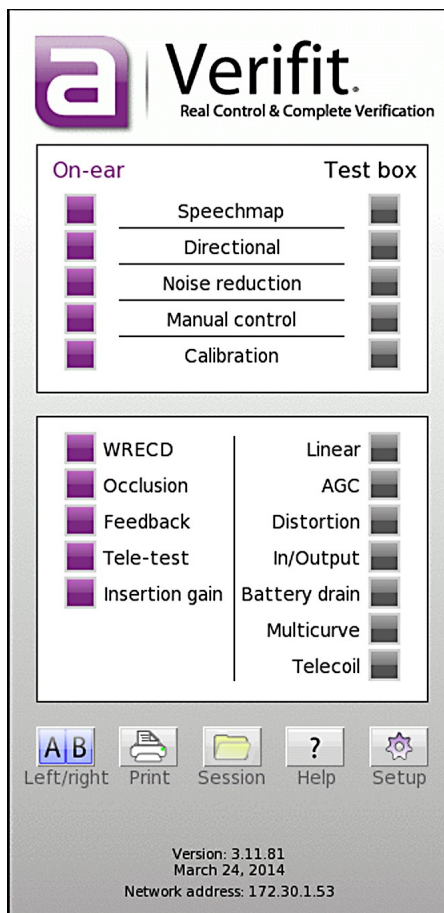 a
Verifit®
Real Control & Complete Verification
On-ear Test box
Speechmap
Directional
Noise reduction
Manual control
Calibration
WRECD Linear
Occlusion AGC
Feedback Distortion
Tele-test In/Output
Insertion gain Battery drain
Multicurve
Telecoil
A B ?
Left/right Print Session Help Setup
Version: 3.11.81
March 24, 2014
Network address: 172.30.1.53